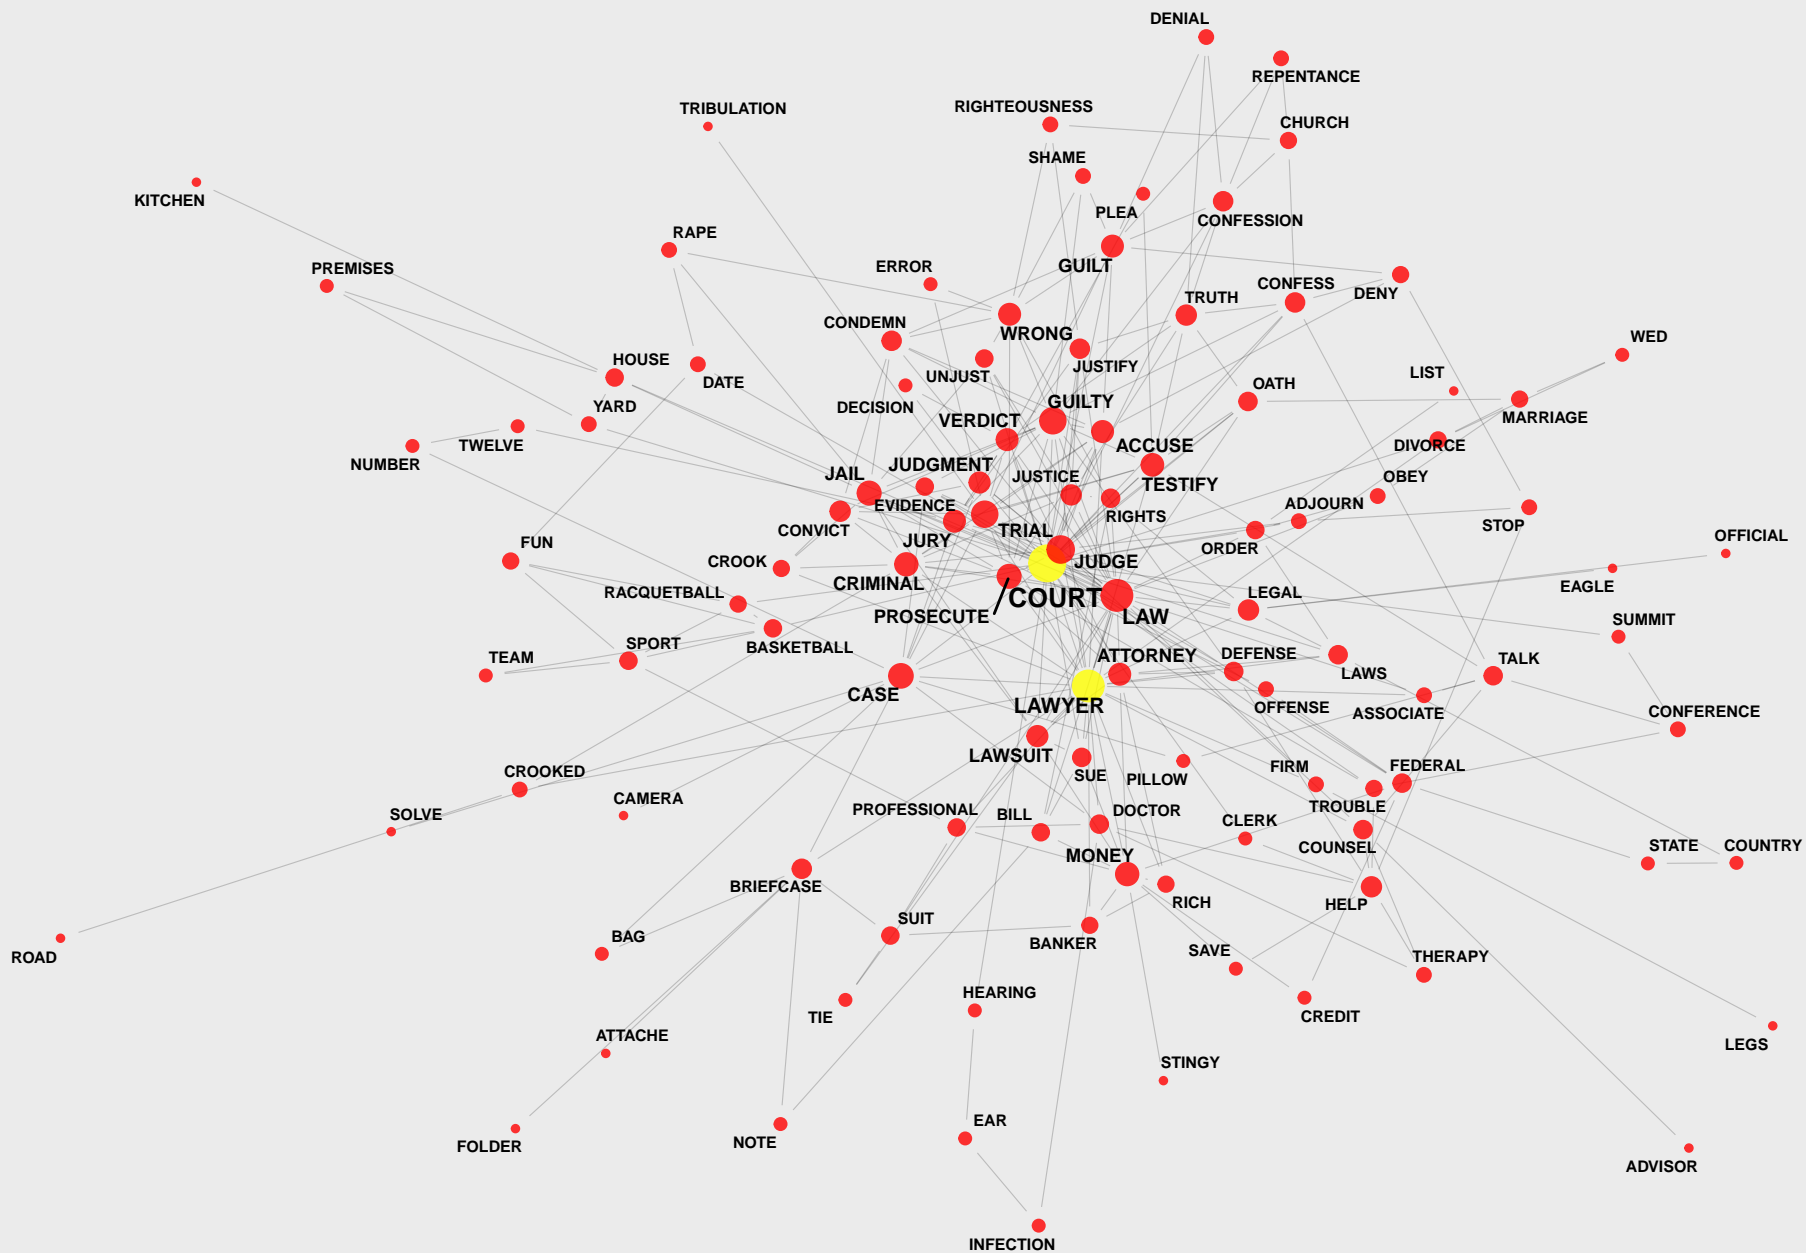 DENIAL
REPENTANCE
TRIBULATION
RIGHTEOUSNESS
CHURCH
SHAME
KITCHEN
PLEA
CONFESSION
RAPE
PREMISES
ERROR
GUILT
CONFESS
DENY
TRUTH
CONDEMN
WRONG
WED
HOUSE
DATE
UNJUST
JUSTIFY
LIST
OATH
YARD
DECISION
GUILTY
MARRIAGE
VERDICT
TWELVE
NUMBER
ACCUSE
DIVORCE
JAIL
JUDGMENT
JUSTICE
TESTIFY
OBEY
EVIDENCE
RIGHTS
ADJOURN
STOP
CONVICT
TRIAL
FUN
JURY
ORDER
OFFICIAL
CROOK
CRIMINAL
JUDGE
EAGLE
RACQUETBALL
COURT
LEGAL
PROSECUTE
LAW
SUMMIT
SPORT
BASKETBALL
TEAM
ATTORNEY
DEFENSE
LAWS
TALK
CASE
LAWYER
OFFENSE
ASSOCIATE
CONFERENCE
LAWSUIT
CROOKED
SUE
PILLOW
FIRM
FEDERAL
CAMERA
SOLVE
PROFESSIONAL
BILL
DOCTOR
CLERK
TROUBLE
COUNSEL
STATE
COUNTRY
MONEY
BRIEFCASE
RICH
HELP
SUIT
BAG
BANKER
SAVE
THERAPY
ROAD
HEARING
TIE
CREDIT
ATTACHE
STINGY
LEGS
EAR
FOLDER
NOTE
ADVISOR
INFECTION